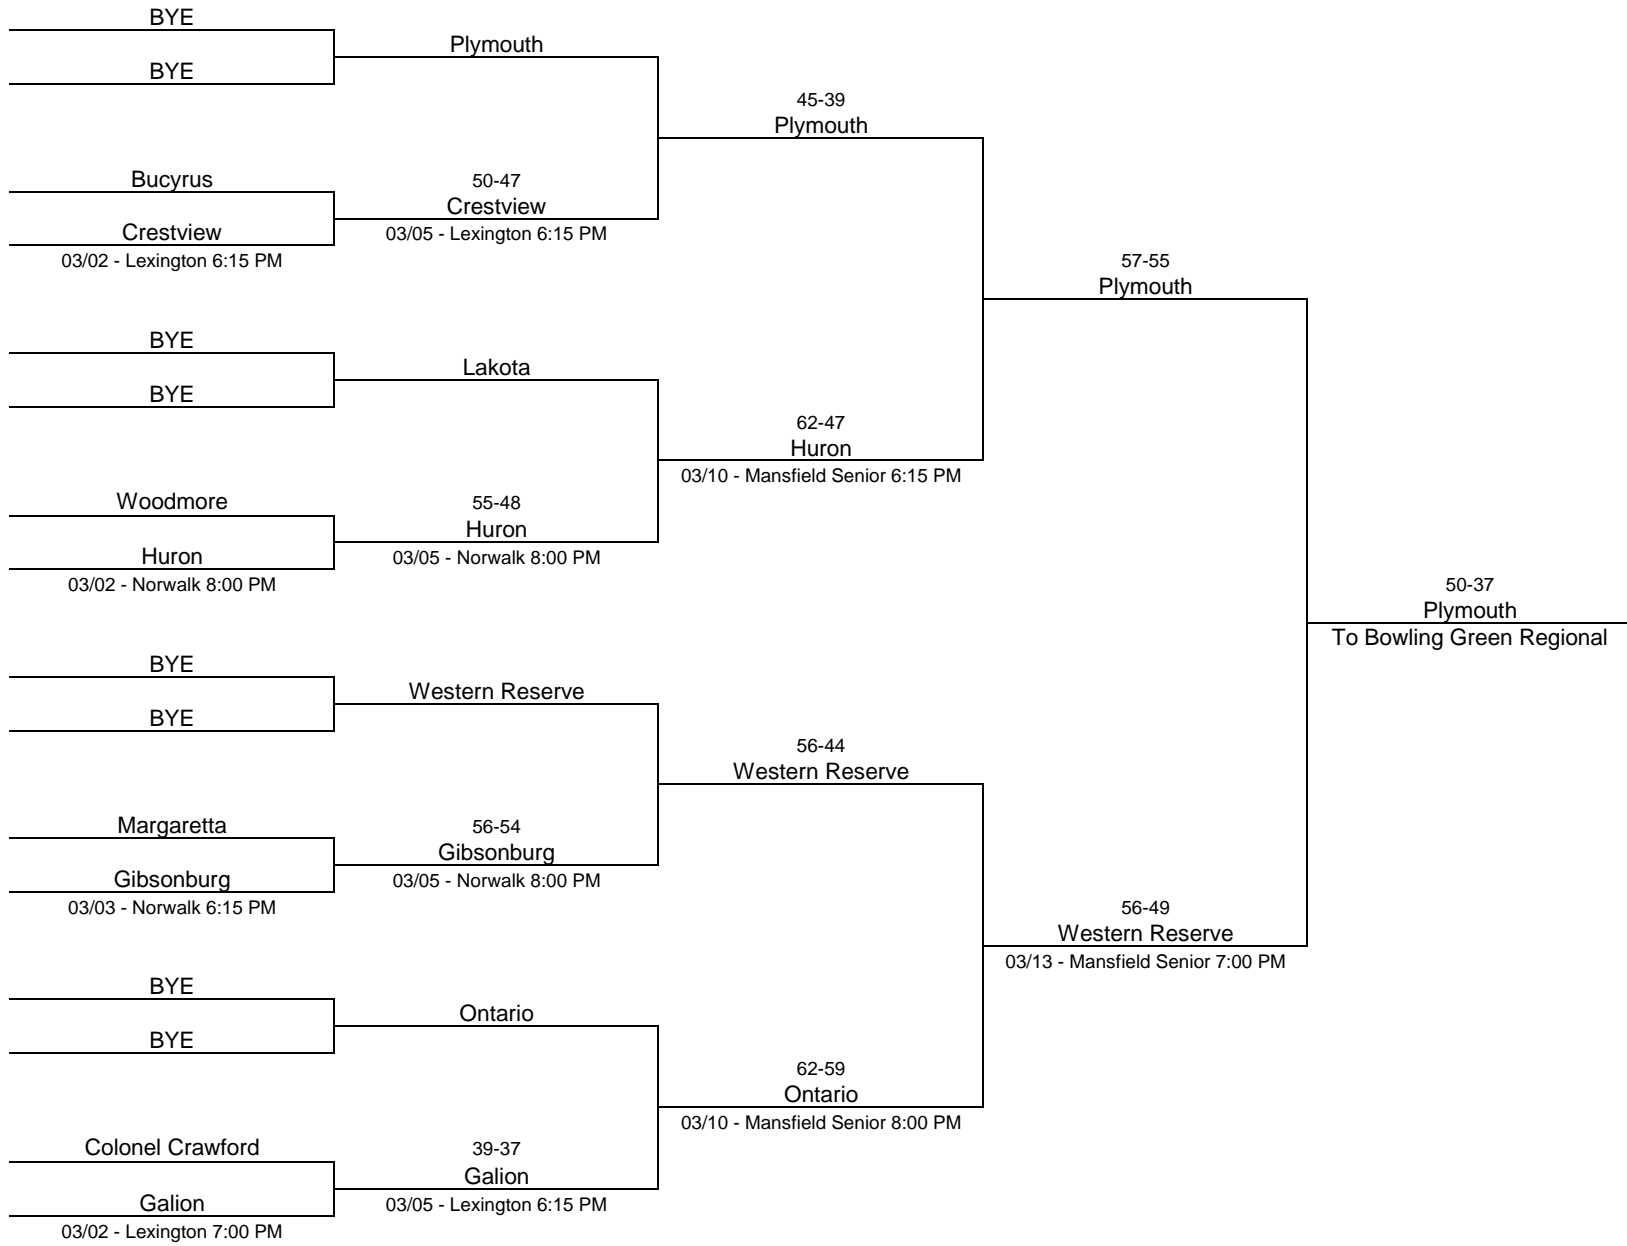 BYE
BYE
Plymouth
45-39
Plymouth
Bucyrus
Crestview
03/02 - Lexington 6:15 PM
50-47
Crestview
03/05 - Lexington 6:15 PM
57-55
Plymouth
BYE
BYE
Lakota
62-47
Huron
03/10 - Mansfield Senior 6:15 PM
Woodmore
Huron
03/02 - Norwalk 8:00 PM
55-48
Huron
03/05 - Norwalk 8:00 PM
50-37
Plymouth
To Bowling Green Regional
BYE
BYE
Western Reserve
56-44
Western Reserve
Margaretta
Gibsonburg
03/03 - Norwalk 6:15 PM
56-54
Gibsonburg
03/05 - Norwalk 8:00 PM
56-49
Western Reserve
03/13 - Mansfield Senior 7:00 PM
BYE
BYE
Ontario
62-59
Ontario
03/10 - Mansfield Senior 8:00 PM
Colonel Crawford
Galion
03/02 - Lexington 7:00 PM
39-37
Galion
03/05 - Lexington 6:15 PM